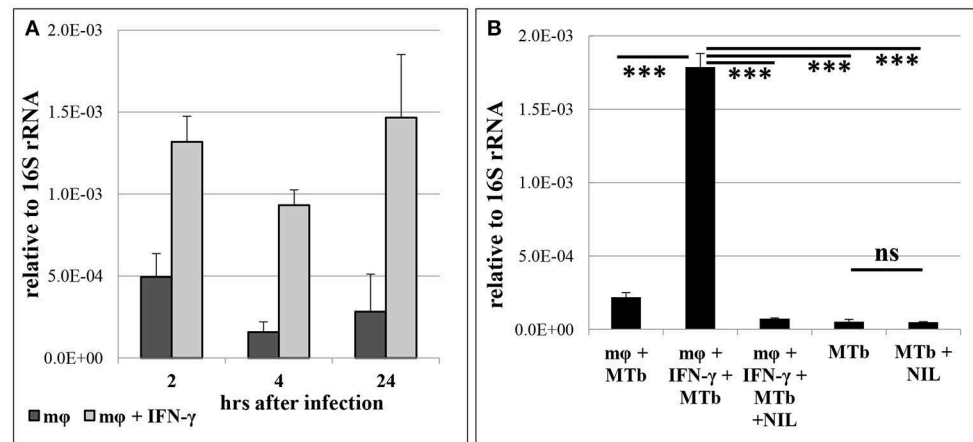 A
relative to 16S rRNA
2.0E-03
1.5E-03
1.0E-03
5.0E-04
0.0E+00
2 4 24
hrs after infection
mφ mφ + IFN-γ
B
relative to 16S rRNA
2.0E-03
1.5E-03
1.0E-03
5.0E-04
0.0E+00
*** *** *** ***
ns
mφ +
MTb
mφ +
IFN-γ +
MTb
mφ +
IFN-γ +
MTb
+NIL
MTb
MTb +
NIL